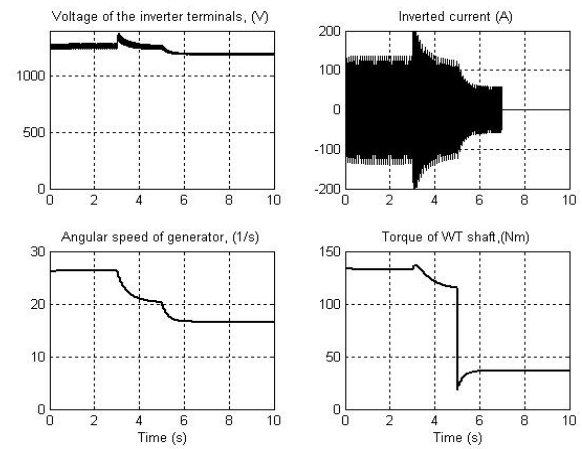 Voltage of the inverter terminals, (V)
1000
500
0
0 2 4 6 8 10
Inverted current (A)
200
100
0
-100
-200
0 2 4 6 8 10
Angular speed of generator, (1/s)
30
20
10
0
0 2 4 6 8 10
Time (s)
Torque of WT shaft,(Nm)
150
100
50
0
0 2 4 6 8 10
Time (s)